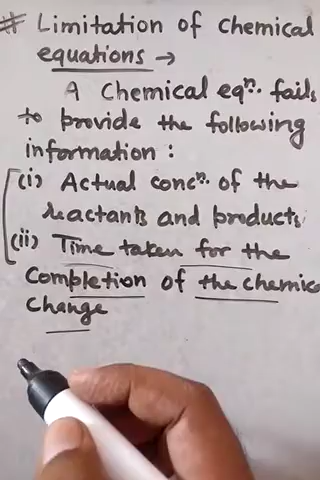 # Limitation of chemical
equations →
A Chemical eqⁿ. fails
to provide the following
information :
(i) Actual concⁿ. of the
reactants and products
(ii) Time taken for the
Completion of the chemic
change